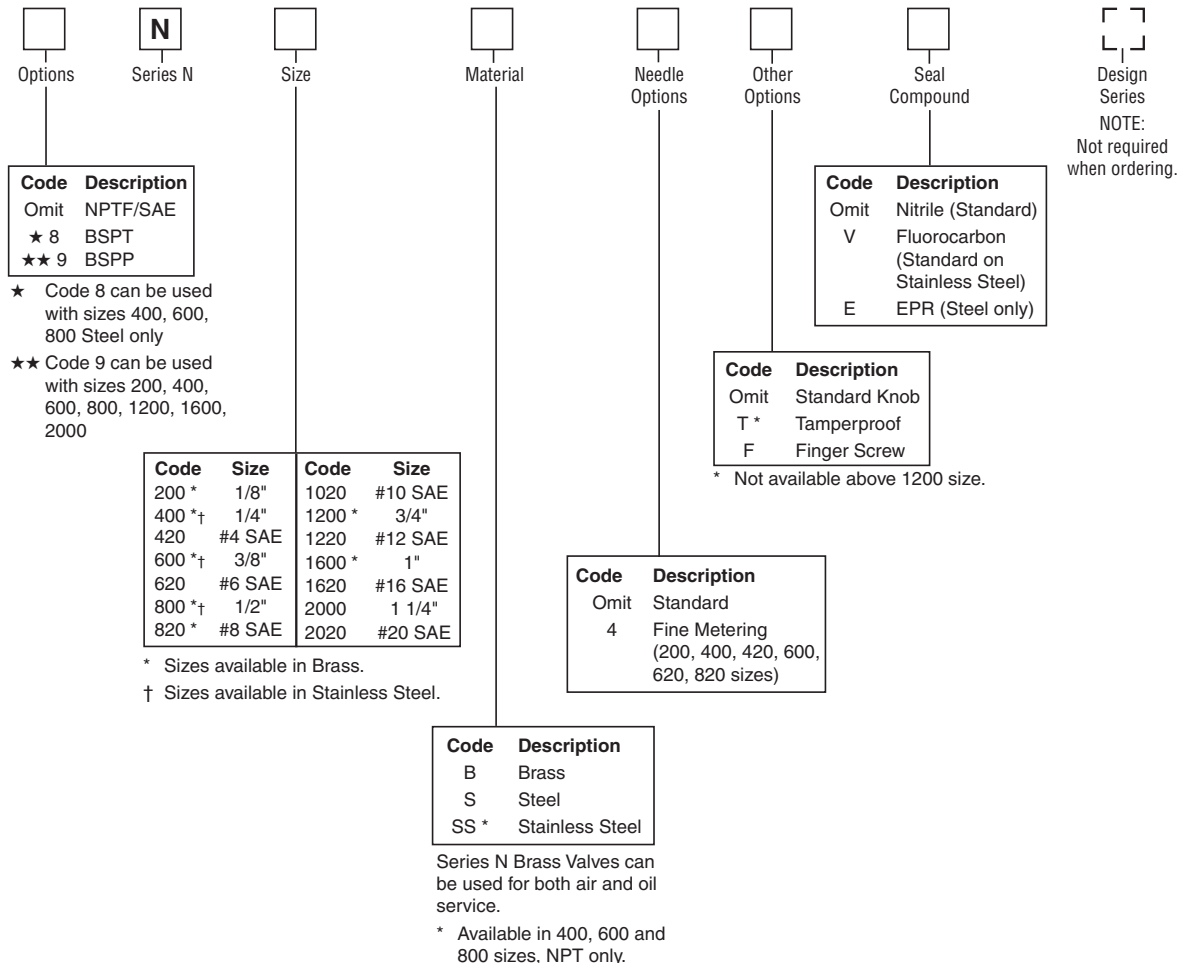 N
Options Series N Size Material Needle Options Other Options Seal Compound Design Series
NOTE:
Not required
when ordering.
Code Description
Omit NPTF/SAE
★ 8 BSPT
★★ 9 BSPP
★ Code 8 can be used
with sizes 400, 600,
800 Steel only
★★ Code 9 can be used
with sizes 200, 400,
600, 800, 1200, 1600,
2000
Code Description
Omit Nitrile (Standard)
V Fluorocarbon
(Standard on
Stainless Steel)
E EPR (Steel only)
Code Description
Omit Standard Knob
T * Tamperproof
F Finger Screw
* Not available above 1200 size.
Code Size Code Size
200 * 1/8" 1020 #10 SAE
400 *† 1/4" 1200 * 3/4"
420 #4 SAE 1220 #12 SAE
600 *† 3/8" 1600 * 1"
620 #6 SAE 1620 #16 SAE
800 *† 1/2" 2000 1 1/4"
820 * #8 SAE 2020 #20 SAE
* Sizes available in Brass.
† Sizes available in Stainless Steel.
Code Description
Omit Standard
4 Fine Metering
(200, 400, 420, 600,
620, 820 sizes)
Code Description
B Brass
S Steel
SS * Stainless Steel
Series N Brass Valves can
be used for both air and oil
service.
* Available in 400, 600 and
800 sizes, NPT only.